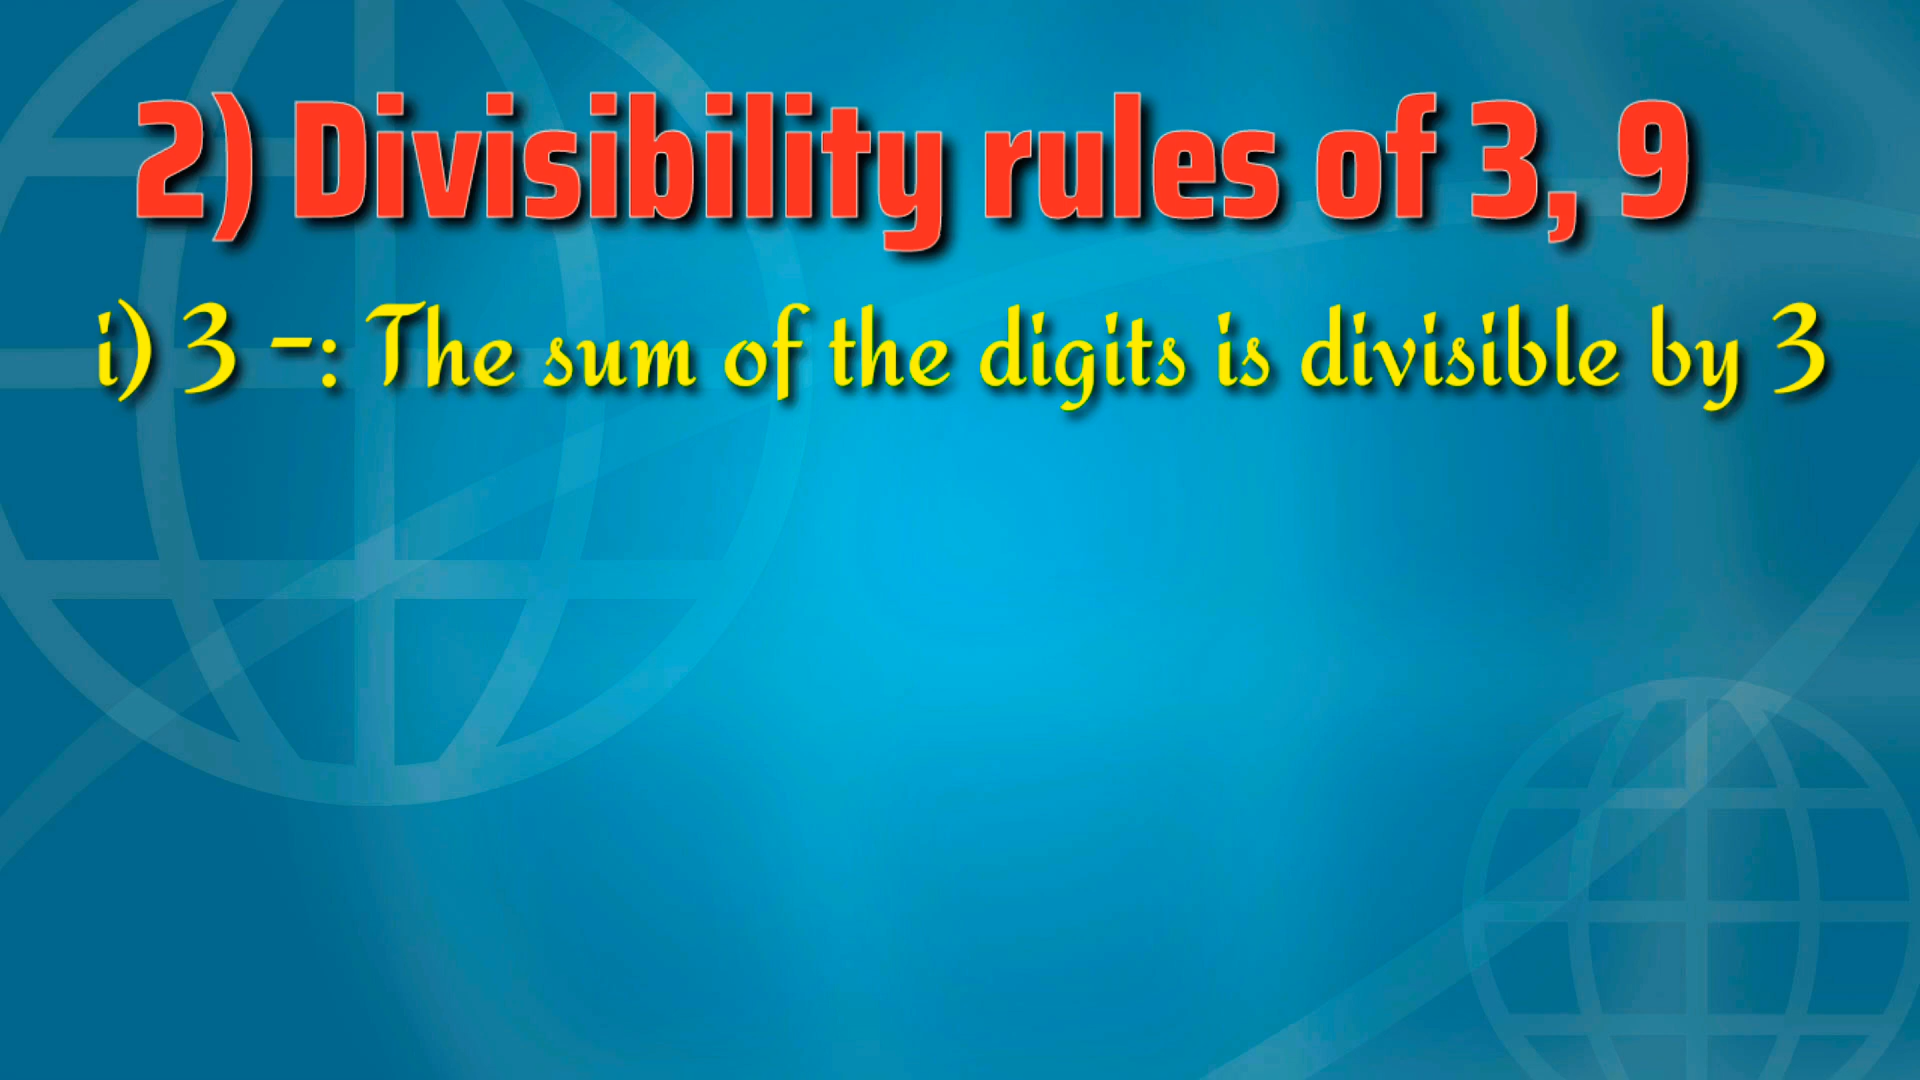 2) Divisibility rules of 3, 9
i) 3 -: The sum of the digits is divisible by 3